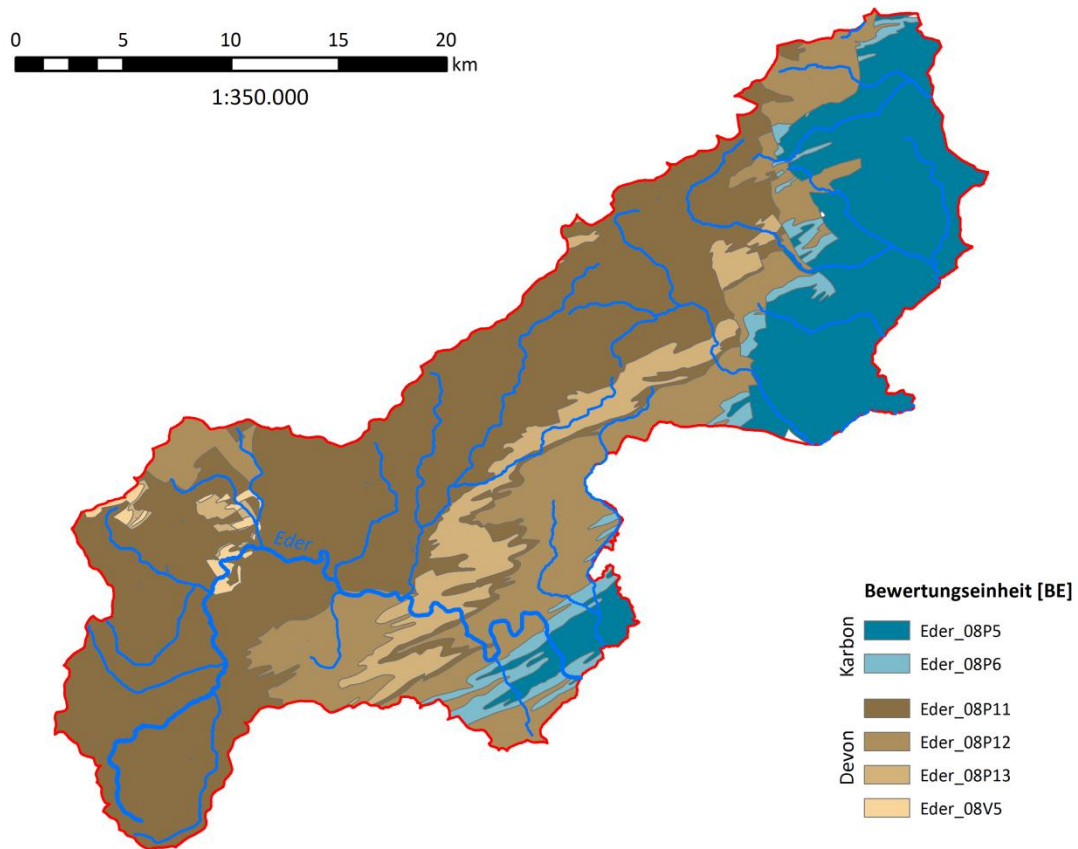 0 5 10 15 20
km
1:350.000
Eder
Bewertungseinheit [BE]
Karbon
Eder_08P5
Eder_08P6
Devon
Eder_08P11
Eder_08P12
Eder_08P13
Eder_08V5